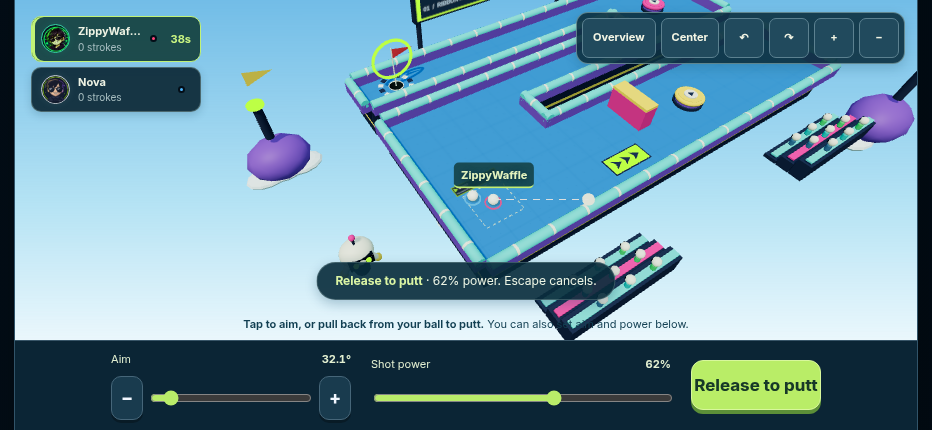 ZippyWaf...
0 strokes
38s
Nova
0 strokes
Overview
Center
↶
↷
+
−
ZippyWaffle
Release to putt · 62% power. Escape cancels.
Tap to aim, or pull back from your ball to putt. You can also set aim and power below.
Aim
32.1°
Shot power
62%
−
+
Release to putt